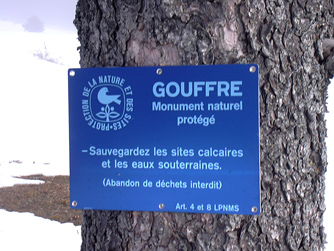 PROTECTION DE LA NATURE ET DES SITES
GOUFFRE
Monument naturel
protégé
- Sauvegardez les sites calcaires
et les eaux souterraines.
(Abandon de déchets interdit)
Art. 4 et 8 LPNMS